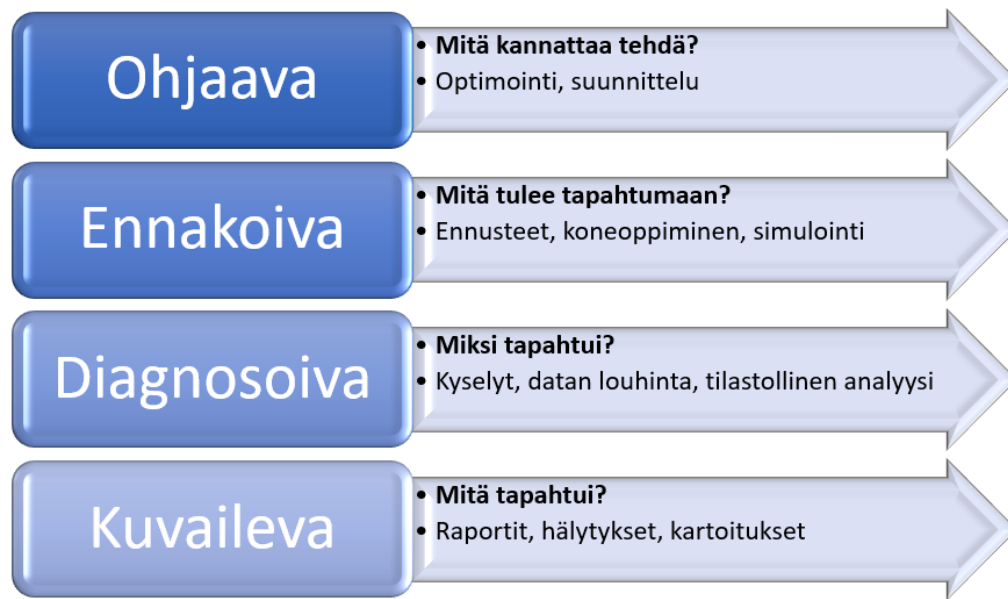 Ohjaava
• Mitä kannattaa tehdä?
• Optimointi, suunnittelu
Ennakoiva
• Mitä tulee tapahtumaan?
• Ennusteet, koneoppiminen, simulointi
Diagnosoiva
• Miksi tapahtui?
• Kyselyt, datan louhinta, tilastollinen analyysi
Kuvaileva
• Mitä tapahtui?
• Raportit, hälytykset, kartoitukset